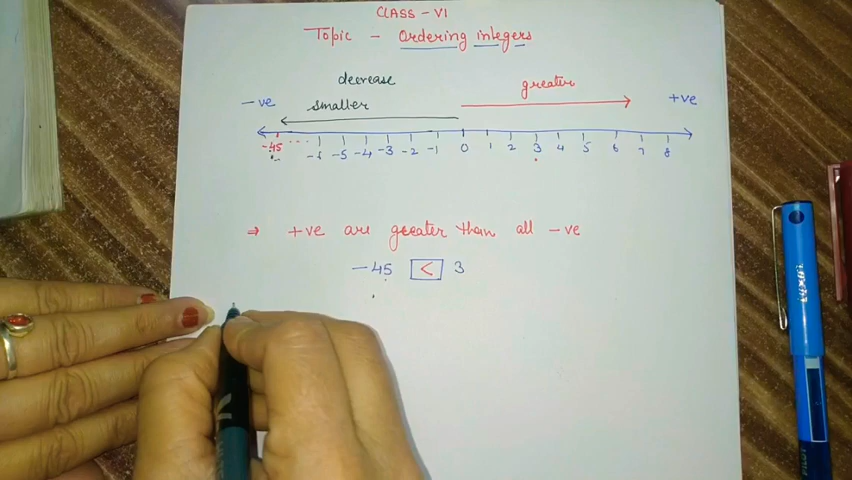 CLASS - VI
Topic - Ordering integers
decrease
greater
- ve smaller +ve
-45 ---- -6 -5 -4 -3 -2 -1 0 1 2 3 4 5 6 7 8
⇒ +ve are greater than all -ve
-45 < 3
PILOT